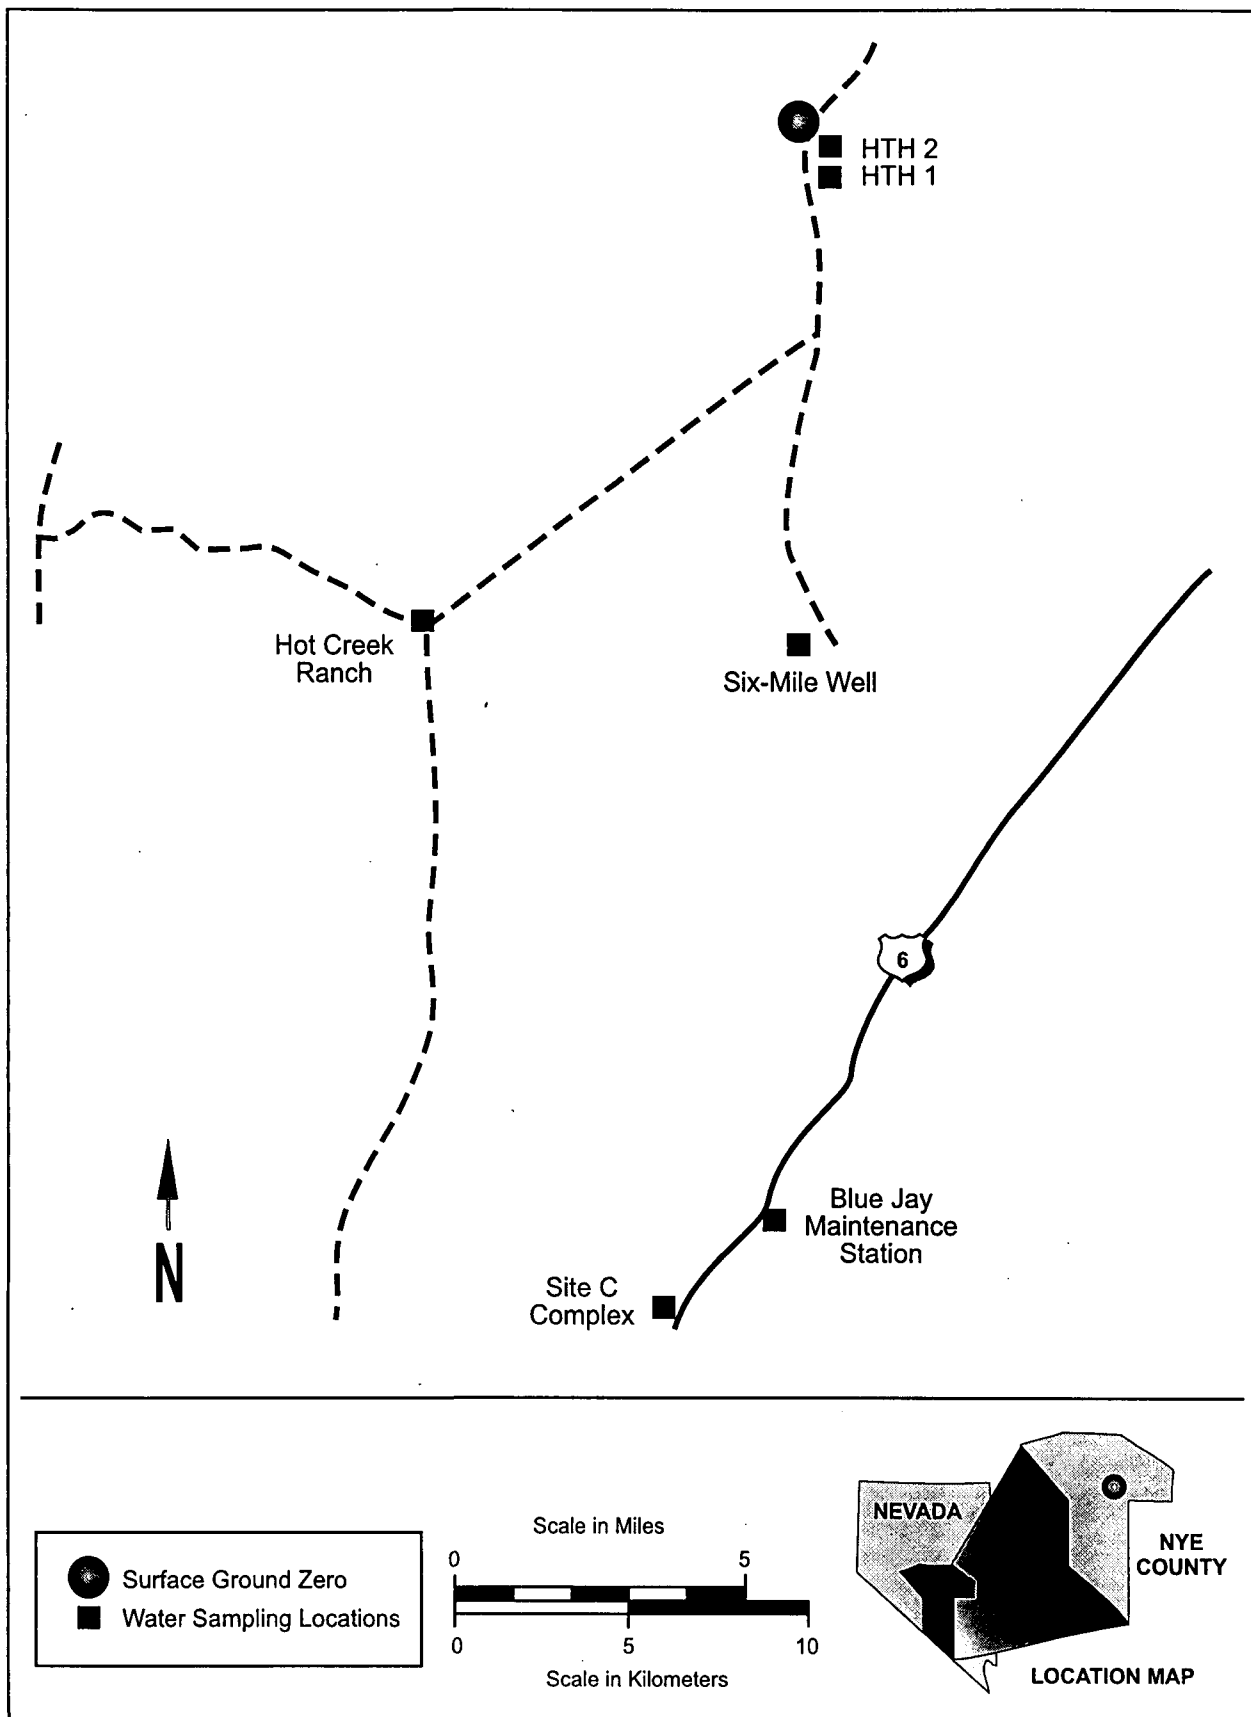 HTH 2
HTH 1
Hot Creek
Ranch
Six-Mile Well
6
Blue Jay
Maintenance
Station
Site C
Complex
N
Surface Ground Zero
Water Sampling Locations
Scale in Miles
0 5
0 5 10
Scale in Kilometers
NEVADA
NYE
COUNTY
LOCATION MAP